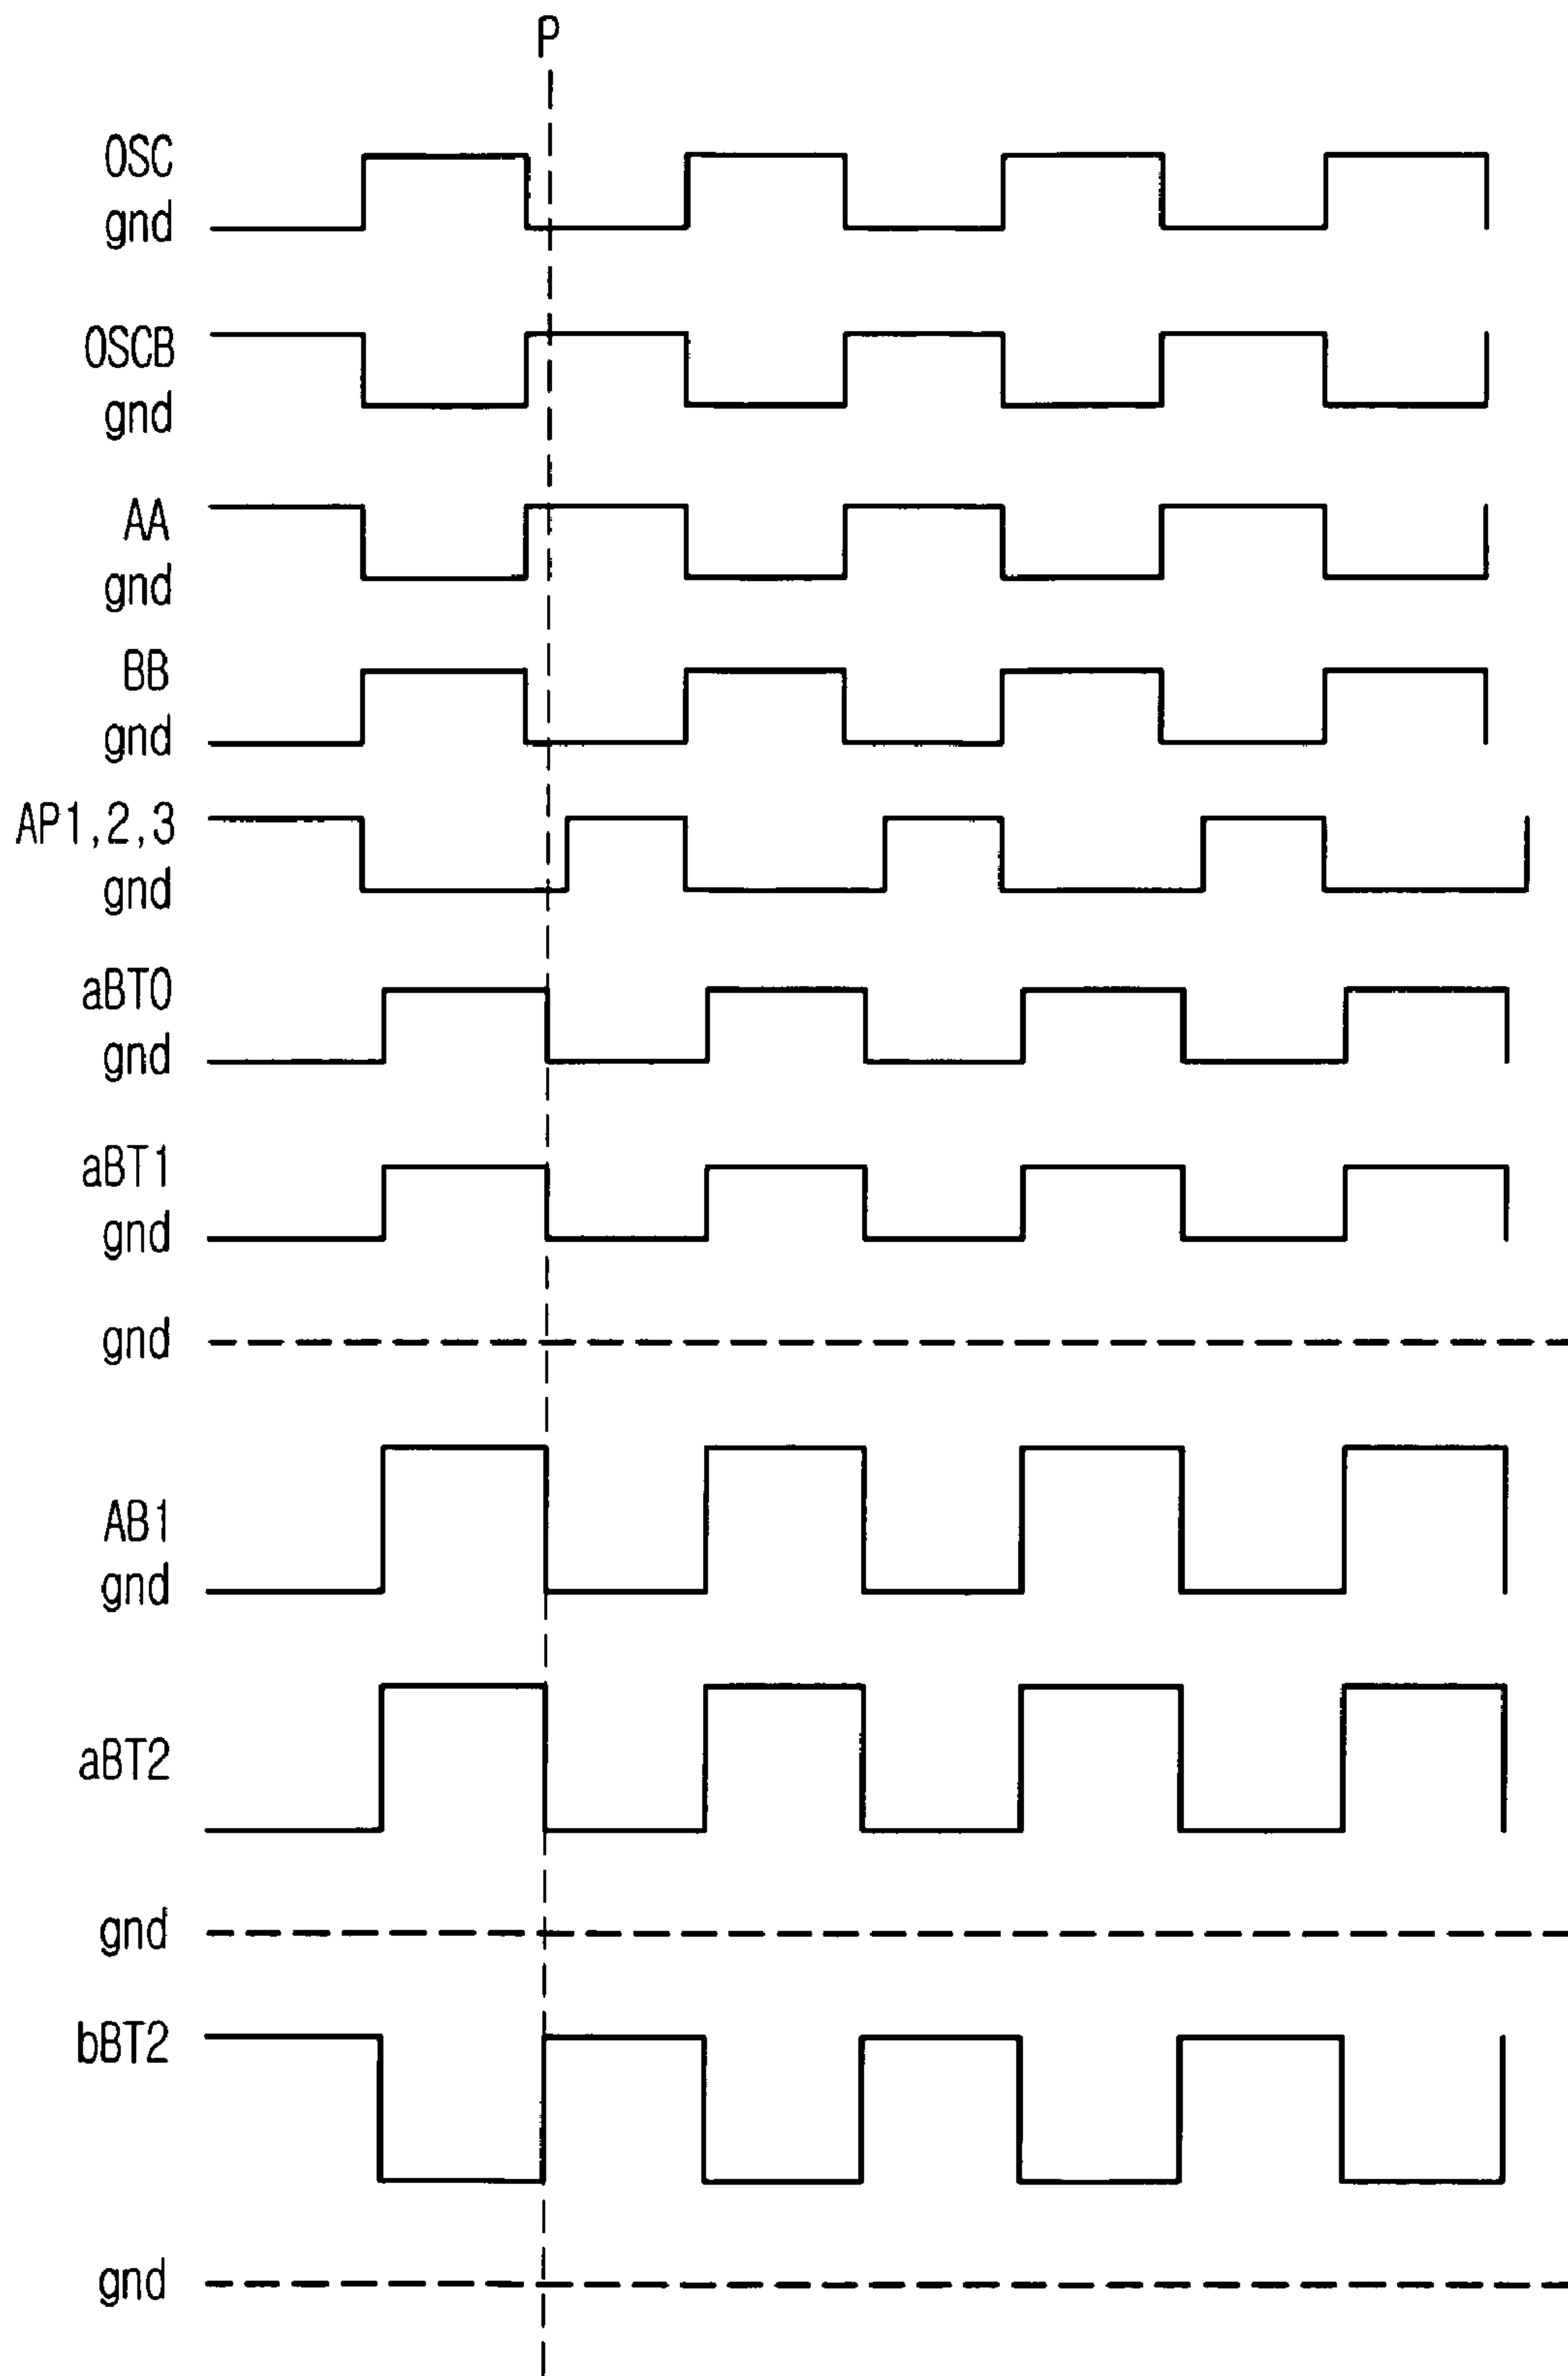 P
OSC
gnd
OSCB
gnd
AA
gnd
BB
gnd
AP1,2,3
gnd
aBT0
gnd
aBT1
gnd
gnd
AB1
gnd
aBT2
gnd
bBT2
gnd